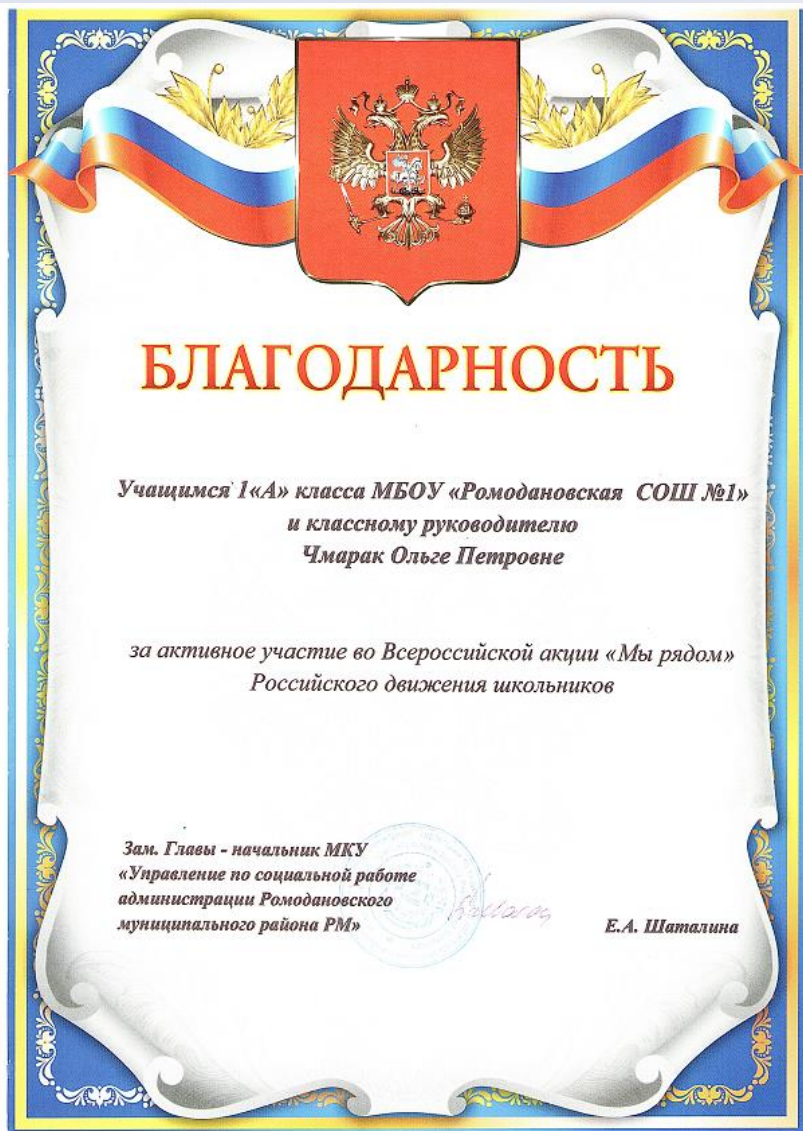 БЛАГОДАРНОСТЬ
Учащимся 1«А» класса МБОУ «Ромодановская СОШ №1»
и классному руководителю
Чмарак Ольге Петровне
за активное участие во Всероссийской акции «Мы рядом»
Российского движения школьников
Зам. Главы - начальник МКУ
«Управление по социальной работе
администрации Ромодановского
муниципального района РМ»
Е.А. Шаталина